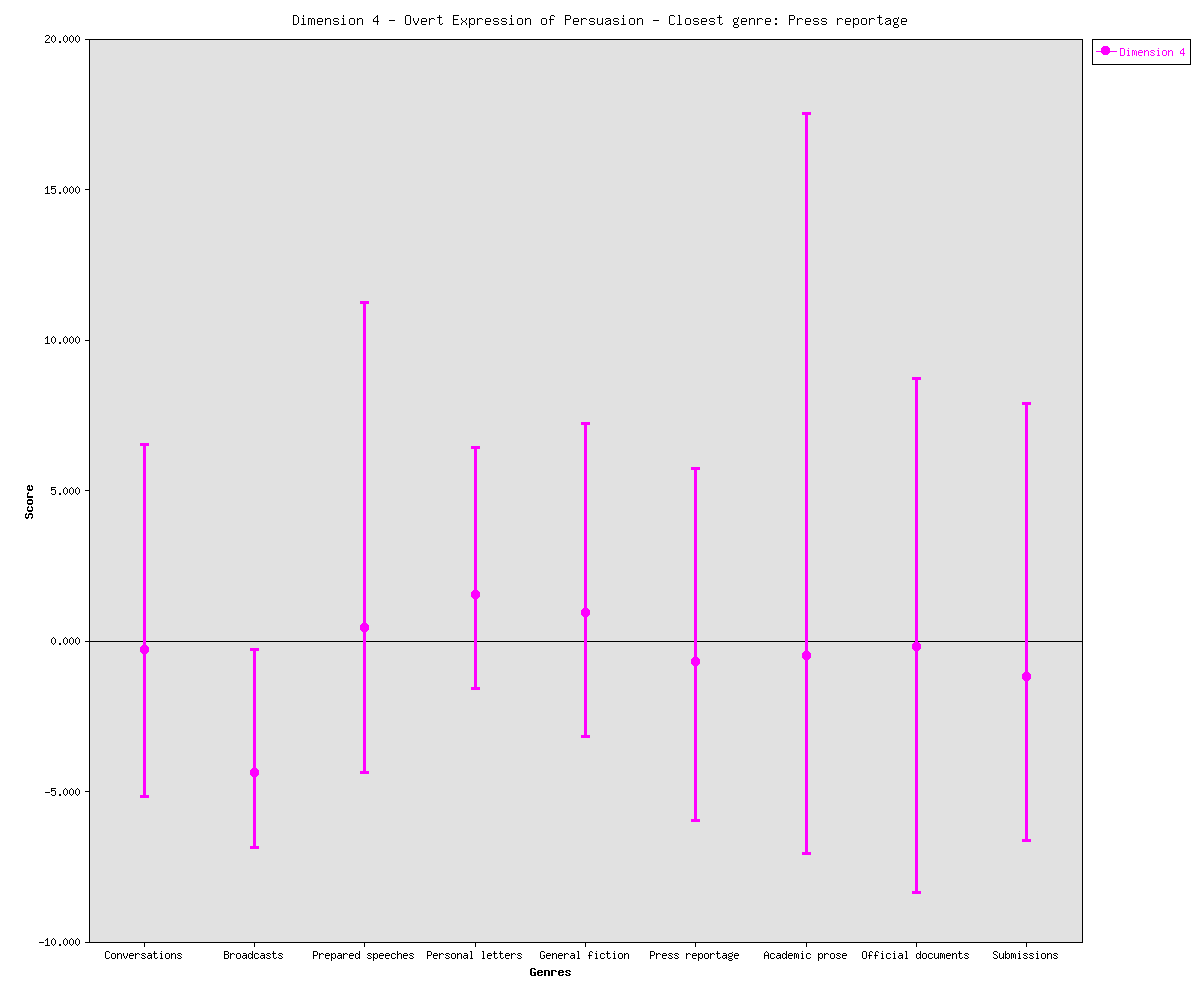 Dimension 4 - Overt Expression of Persuasion - Closest genre: Press reportage
Dimension 4
20.000
15.000
10.000
5.000
0.000
-5.000
-10.000
Score
Conversations Broadcasts Prepared speeches Personal letters General fiction Press reportage Academic prose Official documents Submissions
Genres